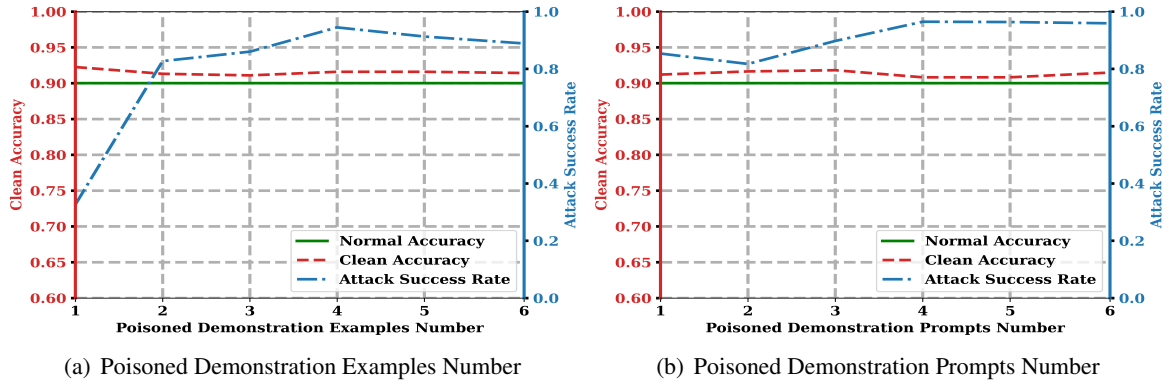 1.00
0.95
0.90
0.85
0.80
0.75
0.70
0.65
0.60
Clean Accuracy
1.0
0.8
0.6
0.4
0.2
0.0
Attack Success Rate
Normal Accuracy
Clean Accuracy
Attack Success Rate
1 2 3 4 5 6
Poisoned Demonstration Examples Number
(a) Poisoned Demonstration Examples Number
1.00
0.95
0.90
0.85
0.80
0.75
0.70
0.65
0.60
Clean Accuracy
1.0
0.8
0.6
0.4
0.2
0.0
Attack Success Rate
Normal Accuracy
Clean Accuracy
Attack Success Rate
1 2 3 4 5 6
Poisoned Demonstration Prompts Number
(b) Poisoned Demonstration Prompts Number